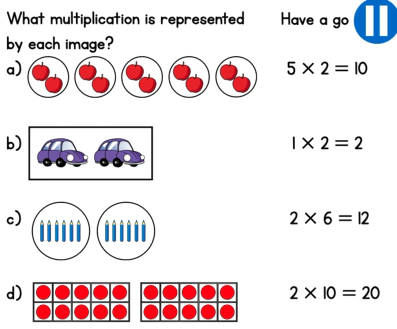 What multiplication is represented Have a go
by each image?
a) 5 × 2 = 10
b) 1 × 2 = 2
c) 2 × 6 = 12
d) 2 × 10 = 20